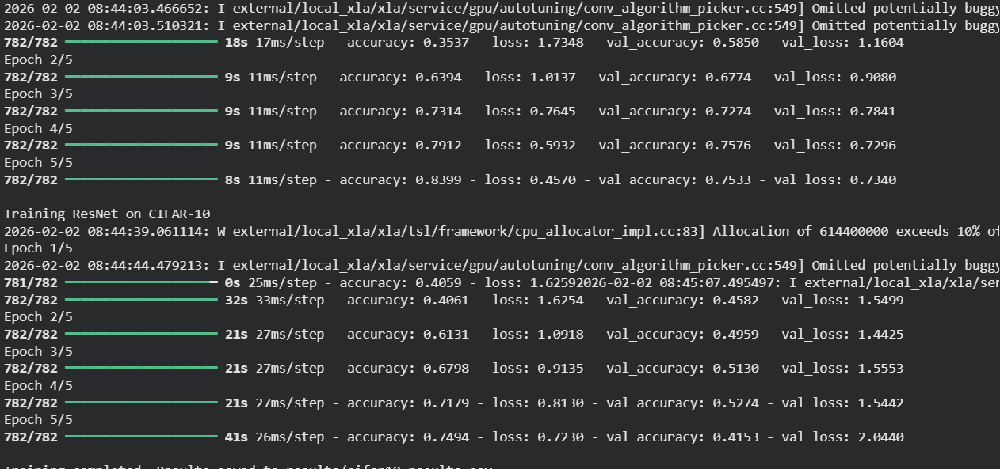 2026-02-02 08:44:03.466652: I external/local_xla/xla/service/gpu/autotuning/conv_algorithm_picker.cc:549] Omitted potentially buggy
2026-02-02 08:44:03.510321: I external/local_xla/xla/service/gpu/autotuning/conv_algorithm_picker.cc:549] Omitted potentially buggy
782/782 18s 17ms/step - accuracy: 0.3537 - loss: 1.7348 - val_accuracy: 0.5850 - val_loss: 1.1604
Epoch 2/5
782/782 9s 11ms/step - accuracy: 0.6394 - loss: 1.0137 - val_accuracy: 0.6774 - val_loss: 0.9080
Epoch 3/5
782/782 9s 11ms/step - accuracy: 0.7314 - loss: 0.7645 - val_accuracy: 0.7274 - val_loss: 0.7841
Epoch 4/5
782/782 9s 11ms/step - accuracy: 0.7912 - loss: 0.5932 - val_accuracy: 0.7576 - val_loss: 0.7296
Epoch 5/5
782/782 8s 11ms/step - accuracy: 0.8399 - loss: 0.4570 - val_accuracy: 0.7533 - val_loss: 0.7340
Training ResNet on CIFAR-10
2026-02-02 08:44:39.061114: W external/local_xla/xla/tsl/framework/cpu_allocator_impl.cc:83] Allocation of 614400000 exceeds 10% of
Epoch 1/5
2026-02-02 08:44:44.479213: I external/local_xla/xla/service/gpu/autotuning/conv_algorithm_picker.cc:549] Omitted potentially buggy
781/782 0s 25ms/step - accuracy: 0.4059 - loss: 1.62592026-02-02 08:45:07.495497: I external/local_xla/xla/ser
782/782 32s 33ms/step - accuracy: 0.4061 - loss: 1.6254 - val_accuracy: 0.4582 - val_loss: 1.5499
Epoch 2/5
782/782 21s 27ms/step - accuracy: 0.6131 - loss: 1.0918 - val_accuracy: 0.4959 - val_loss: 1.4425
Epoch 3/5
782/782 21s 27ms/step - accuracy: 0.6798 - loss: 0.9135 - val_accuracy: 0.5130 - val_loss: 1.5553
Epoch 4/5
782/782 21s 27ms/step - accuracy: 0.7179 - loss: 0.8130 - val_accuracy: 0.5274 - val_loss: 1.5442
Epoch 5/5
782/782 41s 26ms/step - accuracy: 0.7494 - loss: 0.7230 - val_accuracy: 0.4153 - val_loss: 2.0440